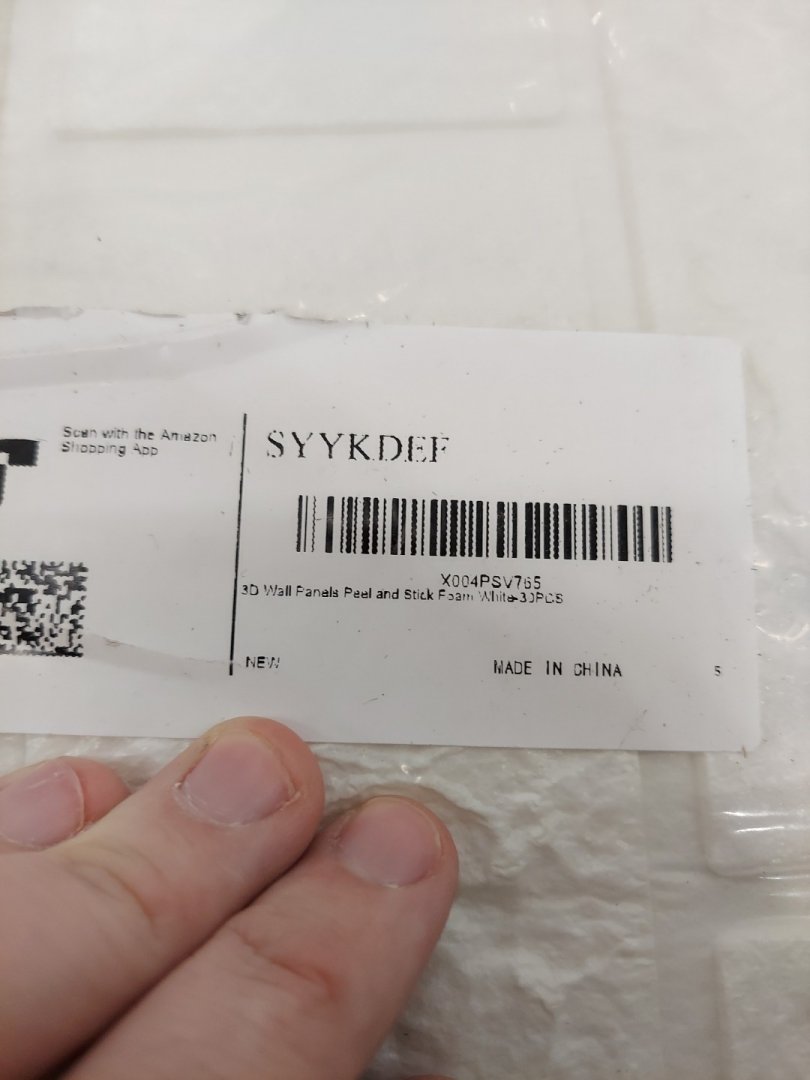 Scan with the Amazon
Shopping App
SYYKDEF
X004PSV765
3D Wall Panels Peel and Stick Foam White-30PCS
NEW
MADE IN CHINA
5